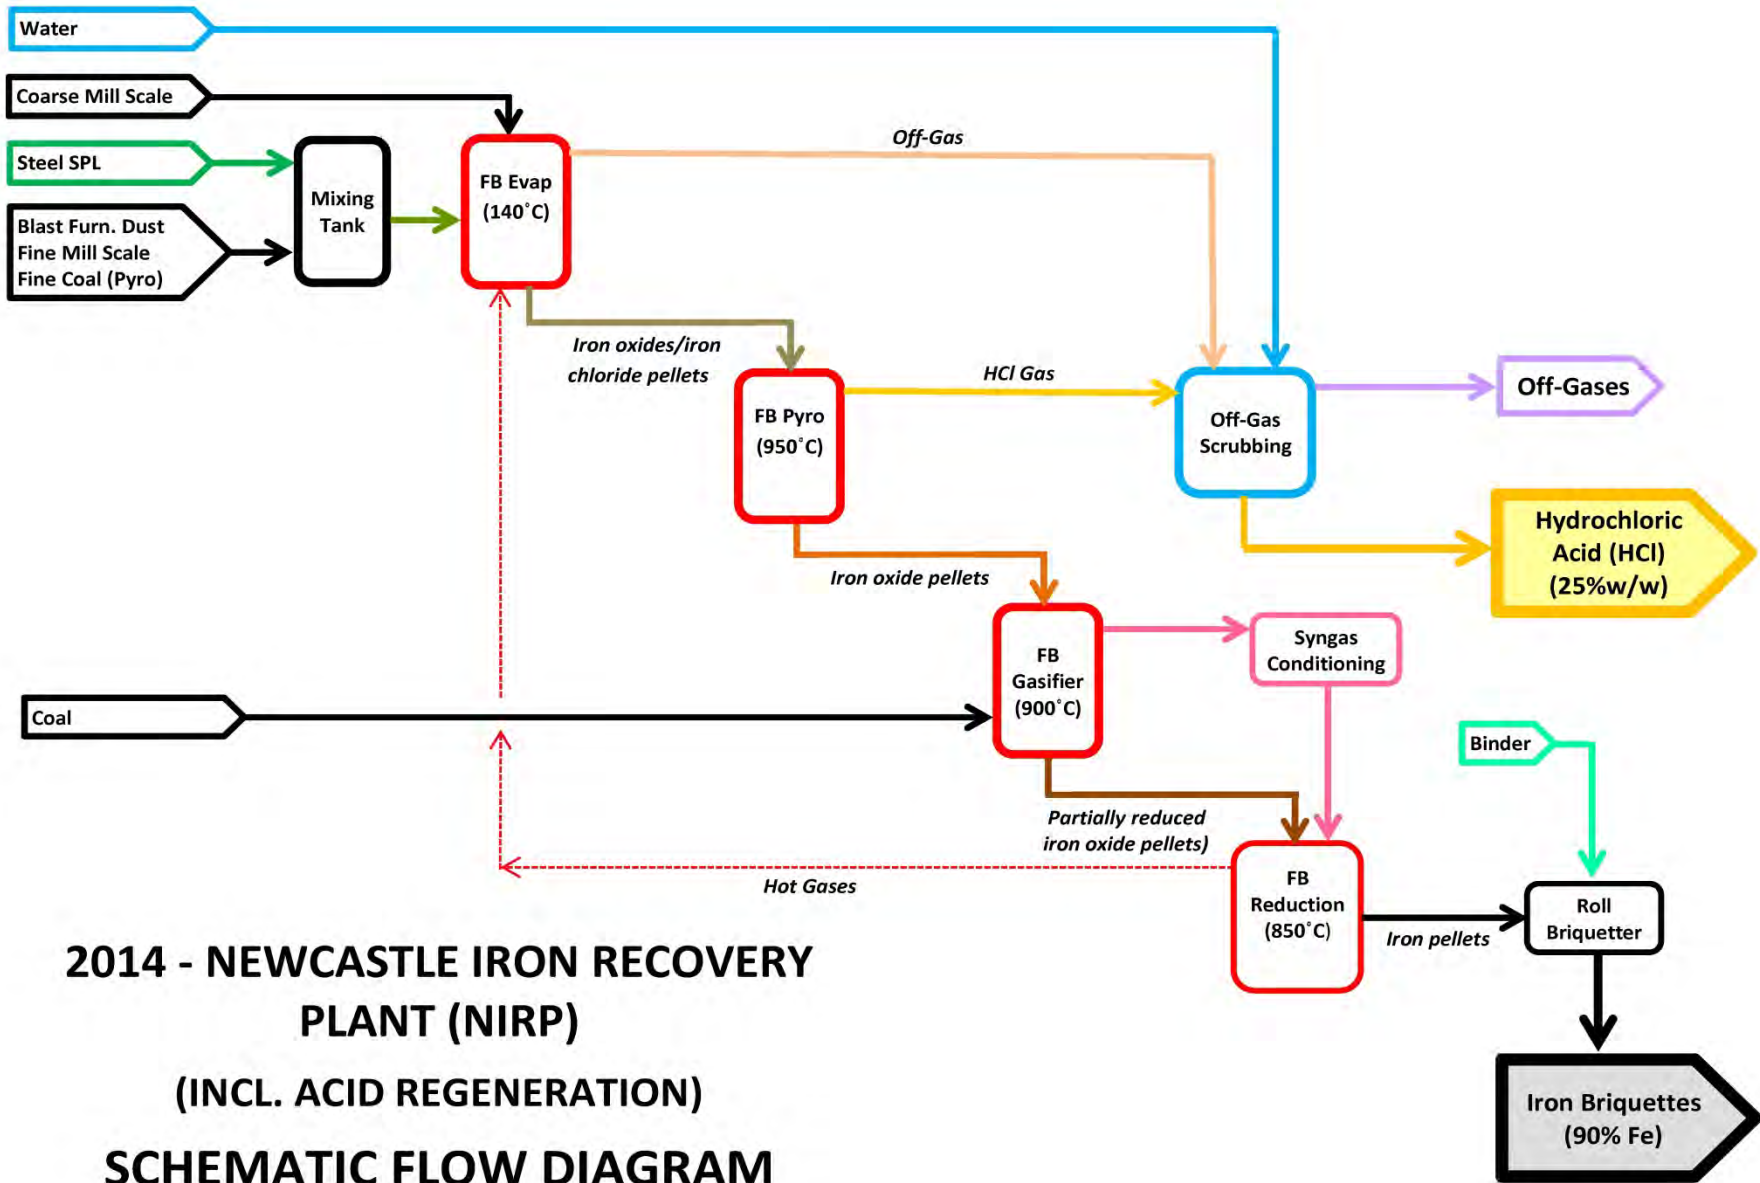 Water
Coarse Mill Scale
Steel SPL
Blast Furn. Dust
Fine Mill Scale
Fine Coal (Pyro)
Mixing
Tank
FB Evap
(140˚C)
Off-Gas
Iron oxides/iron
chloride pellets
FB Pyro
(950˚C)
HCl Gas
Off-Gas
Scrubbing
Off-Gases
Hydrochloric
Acid (HCl)
(25%w/w)
Iron oxide pellets
FB
Gasifier
(900˚C)
Syngas
Conditioning
Coal
Binder
Partially reduced
iron oxide pellets)
Hot Gases
FB
Reduction
(850˚C)
Iron pellets
Roll
Briquetter
Iron Briquettes
(90% Fe)
2014 - NEWCASTLE IRON RECOVERY
PLANT (NIRP)
(INCL. ACID REGENERATION)
SCHEMATIC FLOW DIAGRAM